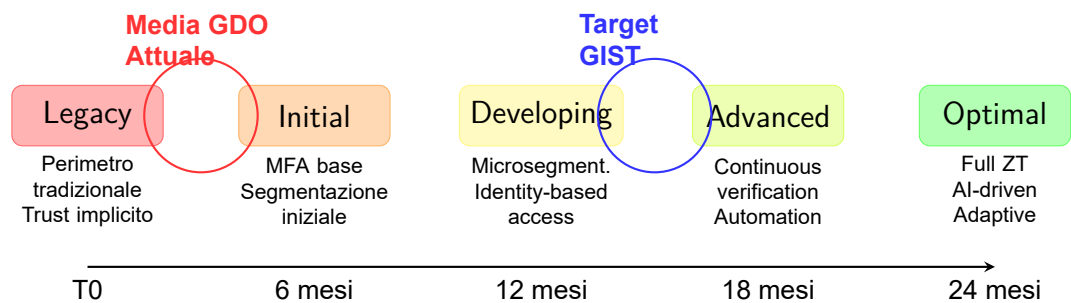 Media GDO
Attuale
Target
GIST
Legacy
Initial
Developing
Advanced
Optimal
Perimetro
tradizionale
Trust implicito
MFA base
Segmentazione
iniziale
Microsegment.
Identity-based
access
Continuous
verification
Automation
Full ZT
AI-driven
Adaptive
T0
6 mesi
12 mesi
18 mesi
24 mesi